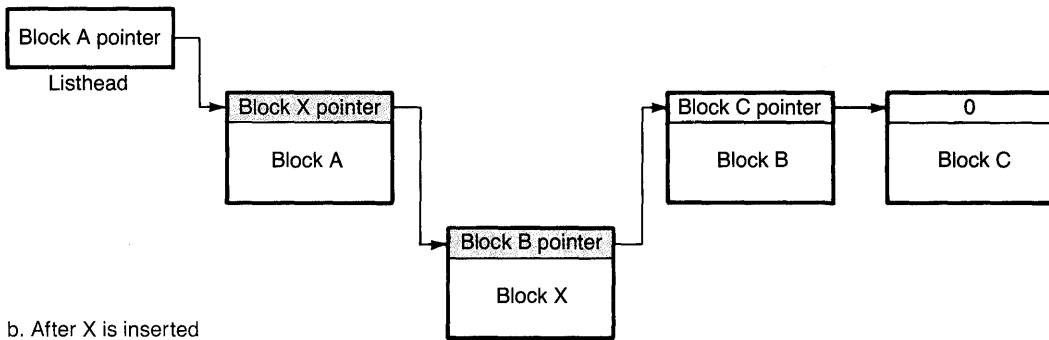 Block A pointer
Listhead
Block X pointer
Block A
Block B pointer
Block X
Block C pointer
Block B
0
Block C
b. After X is inserted